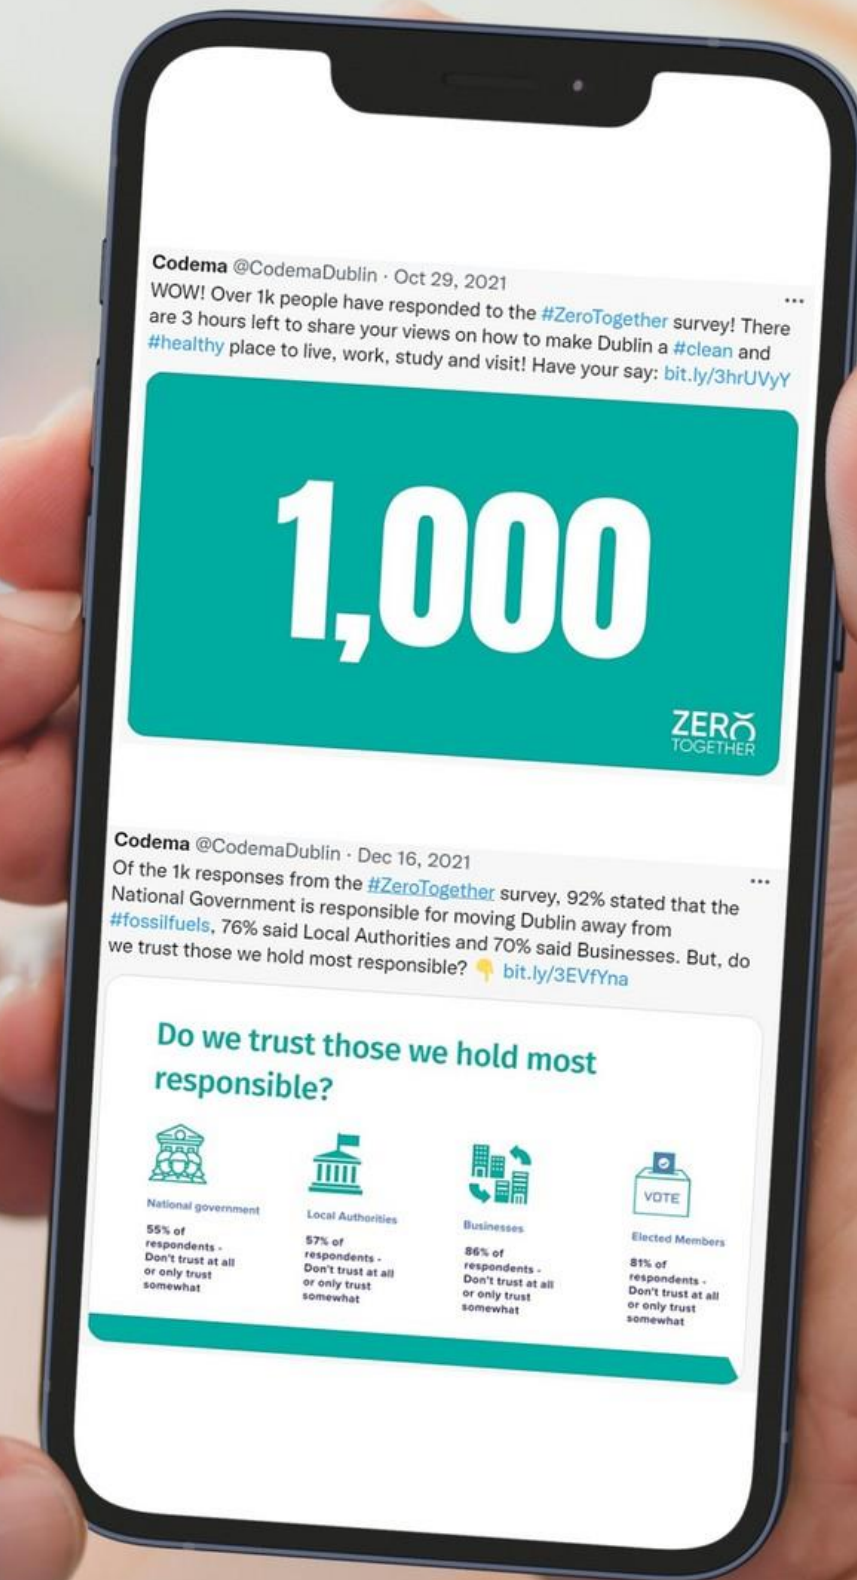 Codema @CodemaDublin · Oct 29, 2021
WOW! Over 1k people have responded to the #ZeroTogether survey! There
are 3 hours left to share your views on how to make Dublin a #clean and
#healthy place to live, work, study and visit! Have your say: bit.ly/3hrUVyY
1,000
ZERO
TOGETHER
Codema @CodemaDublin · Dec 16, 2021
Of the 1k responses from the #ZeroTogether survey, 92% stated that the
National Government is responsible for moving Dublin away from
#fossilfuels, 76% said Local Authorities and 70% said Businesses. But, do
we trust those we hold most responsible? 👇 bit.ly/3EVfYna
Do we trust those we hold most
responsible?
National government
55% of
respondents -
Don't trust at all
or only trust
somewhat
Local Authorities
57% of
respondents -
Don't trust at all
or only trust
somewhat
Businesses
86% of
respondents -
Don't trust at all
or only trust
somewhat
VOTE
Elected Members
81% of
respondents -
Don't trust at all
or only trust
somewhat